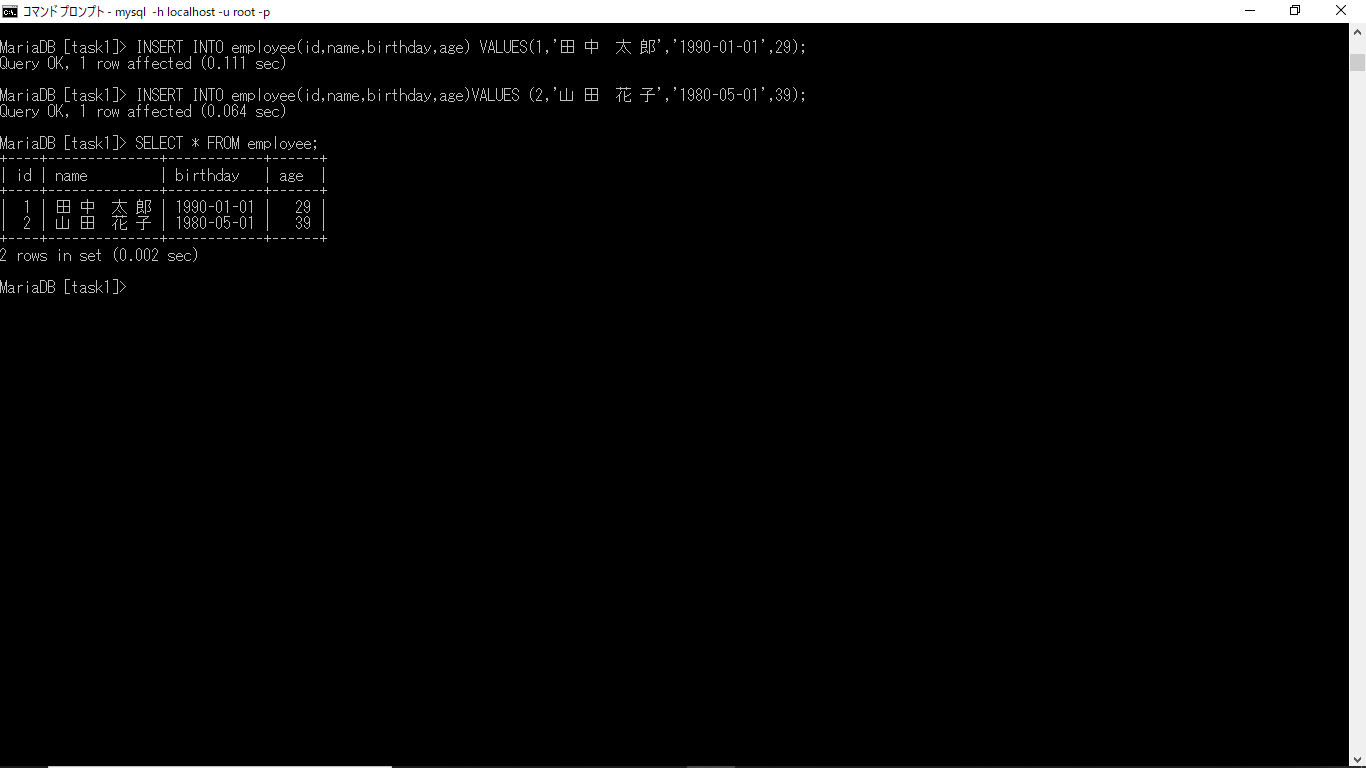 コマンド プロンプト - mysql  -h localhost -u root -p
MariaDB [task1]> INSERT INTO employee(id,name,birthday,age) VALUES(1,'田中　太郎','1990-01-01',29);
Query OK, 1 row affected (0.111 sec)
MariaDB [task1]> INSERT INTO employee(id,name,birthday,age)VALUES (2,'山田　花子','1980-05-01',39);
Query OK, 1 row affected (0.064 sec)
MariaDB [task1]> SELECT * FROM employee;
+----+--------------+------------+------+
| id | name         | birthday   | age  |
+----+--------------+------------+------+
|  1 | 田中　太郎 | 1990-01-01 |   29 |
|  2 | 山田　花子 | 1980-05-01 |   39 |
+----+--------------+------------+------+
2 rows in set (0.002 sec)
MariaDB [task1]>